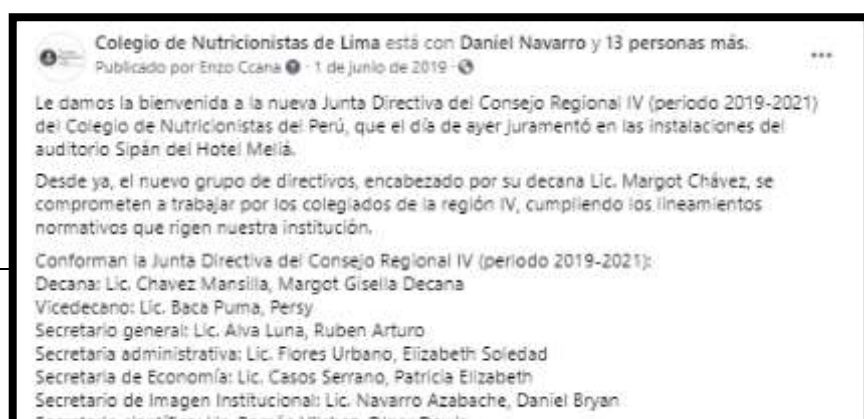 Colegio de Nutricionistas de Lima está con Daniel Navarro y 13 personas más.
Publicado por Enzo Ccana · 1 de junio de 2019 ·
Le damos la bienvenida a la nueva Junta Directiva del Consejo Regional IV (periodo 2019-2021)
del Colegio de Nutricionistas del Perú, que el día de ayer juramentó en las instalaciones del
auditorio Sipán del Hotel Meliá.
Desde ya, el nuevo grupo de directivos, encabezado por su decana Lic. Margot Chávez, se
comprometen a trabajar por los colegiados de la región IV, cumpliendo los lineamientos
normativos que rigen nuestra institución.
Conforman la Junta Directiva del Consejo Regional IV (periodo 2019-2021):
Decana: Lic. Chavez Mansilla, Margot Gisella Decana
Vicedecano: Lic. Baca Puma, Persy
Secretario general: Lic. Alva Luna, Ruben Arturo
Secretaria administrativa: Lic. Flores Urbano, Elizabeth Soledad
Secretaria de Economía: Lic. Casos Serrano, Patricia Elizabeth
Secretario de Imagen Institucional: Lic. Navarro Azabache, Daniel Bryan